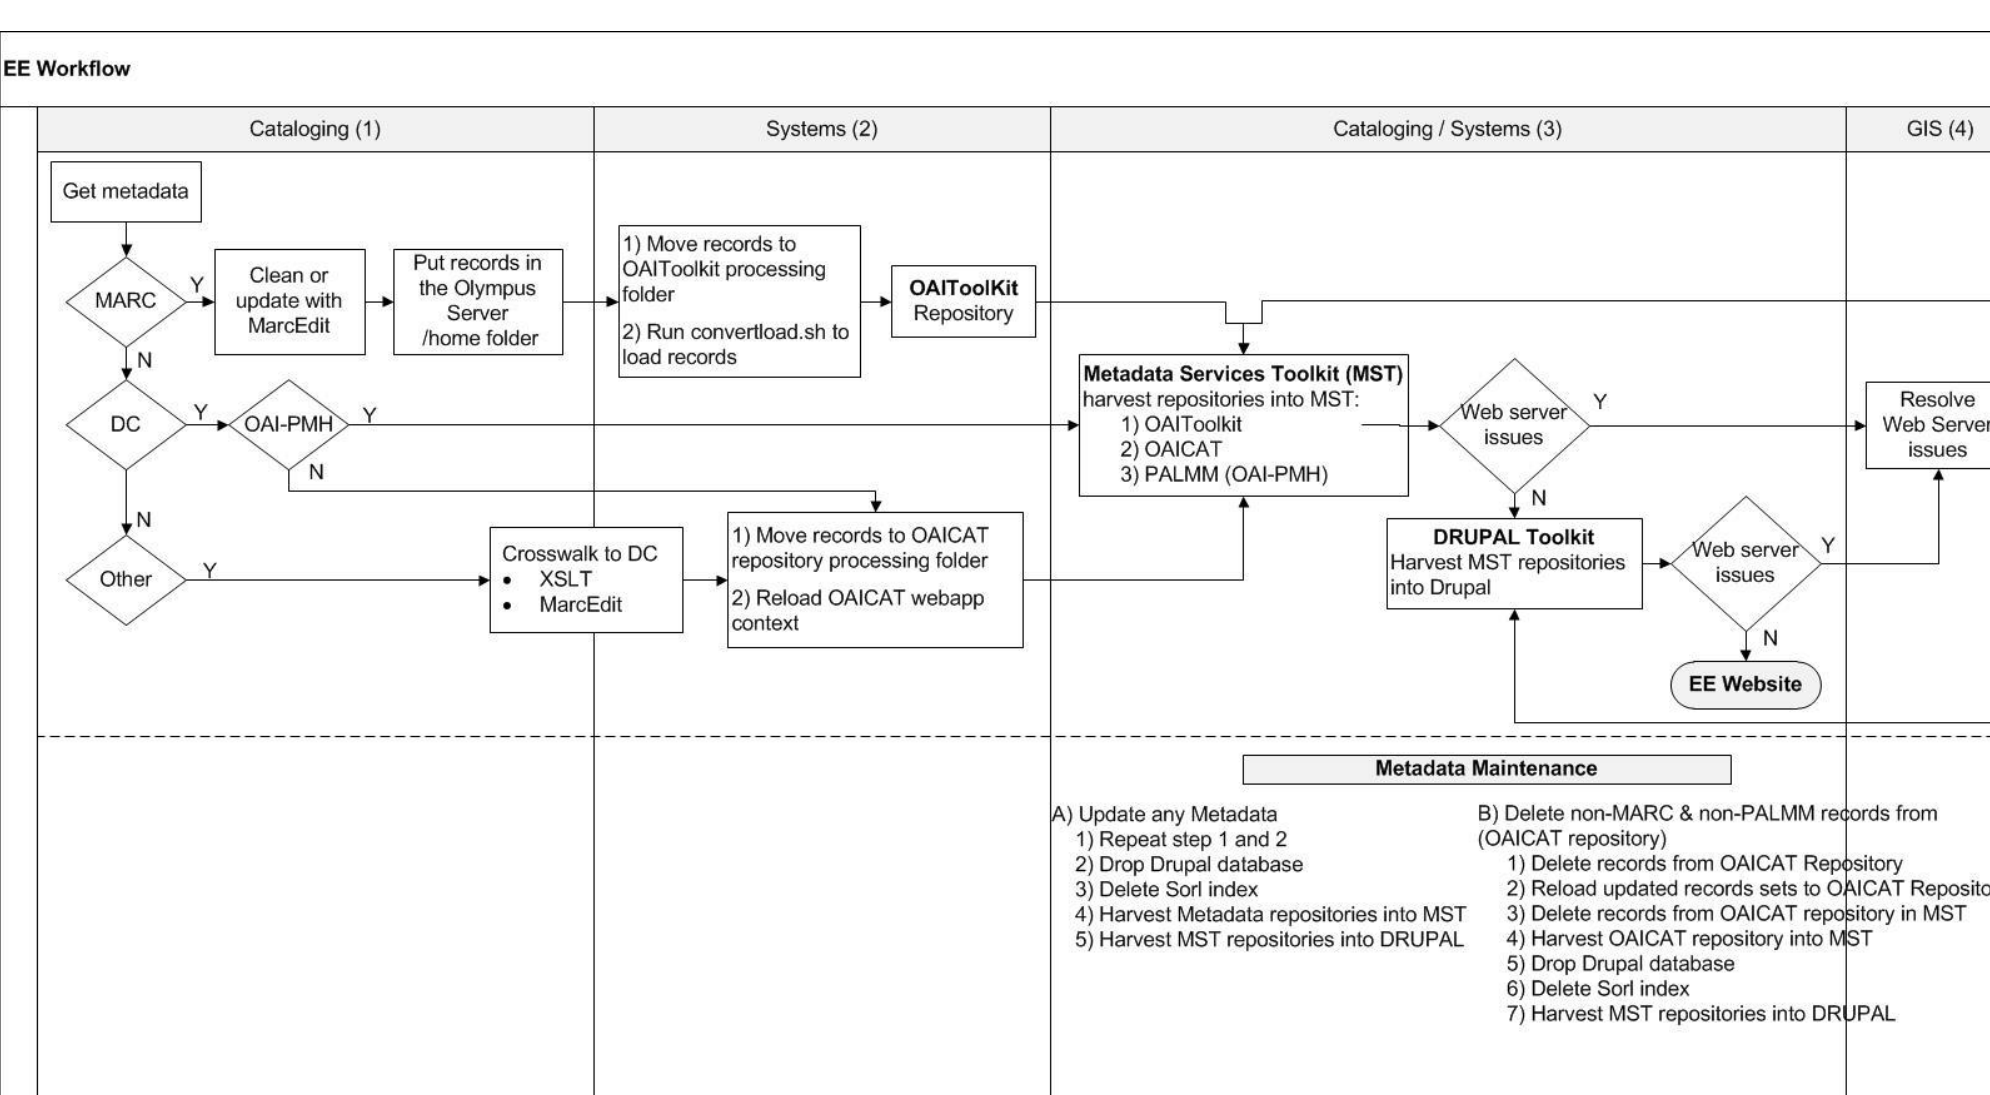 EE Workflow
Cataloging (1)
Systems (2)
Cataloging / Systems (3)
GIS (4)
Get metadata
MARC
Y
N
Clean or
update with
MarcEdit
Put records in
the Olympus
Server
/home folder
1) Move records to
OAIToolkit processing
folder
2) Run convertload.sh to
load records
OAIToolKit
Repository
DC
Y
N
OAI-PMH
Y
N
Metadata Services Toolkit (MST)
harvest repositories into MST:
1) OAIToolkit
2) OAICAT
3) PALMM (OAI-PMH)
Web server
issues
Y
N
Resolve
Web Server
issues
Other
Y
Crosswalk to DC
• XSLT
• MarcEdit
1) Move records to OAICAT
repository processing folder
2) Reload OAICAT webapp
context
DRUPAL Toolkit
Harvest MST repositories
into Drupal
Web server
issues
Y
N
EE Website
Metadata Maintenance
A) Update any Metadata
1) Repeat step 1 and 2
2) Drop Drupal database
3) Delete Sorl index
4) Harvest Metadata repositories into MST
5) Harvest MST repositories into DRUPAL
B) Delete non-MARC & non-PALMM records from
(OAICAT repository)
1) Delete records from OAICAT Repository
2) Reload updated records sets to OAICAT Reposito
3) Delete records from OAICAT repository in MST
4) Harvest OAICAT repository into MST
5) Drop Drupal database
6) Delete Sorl index
7) Harvest MST repositories into DRUPAL